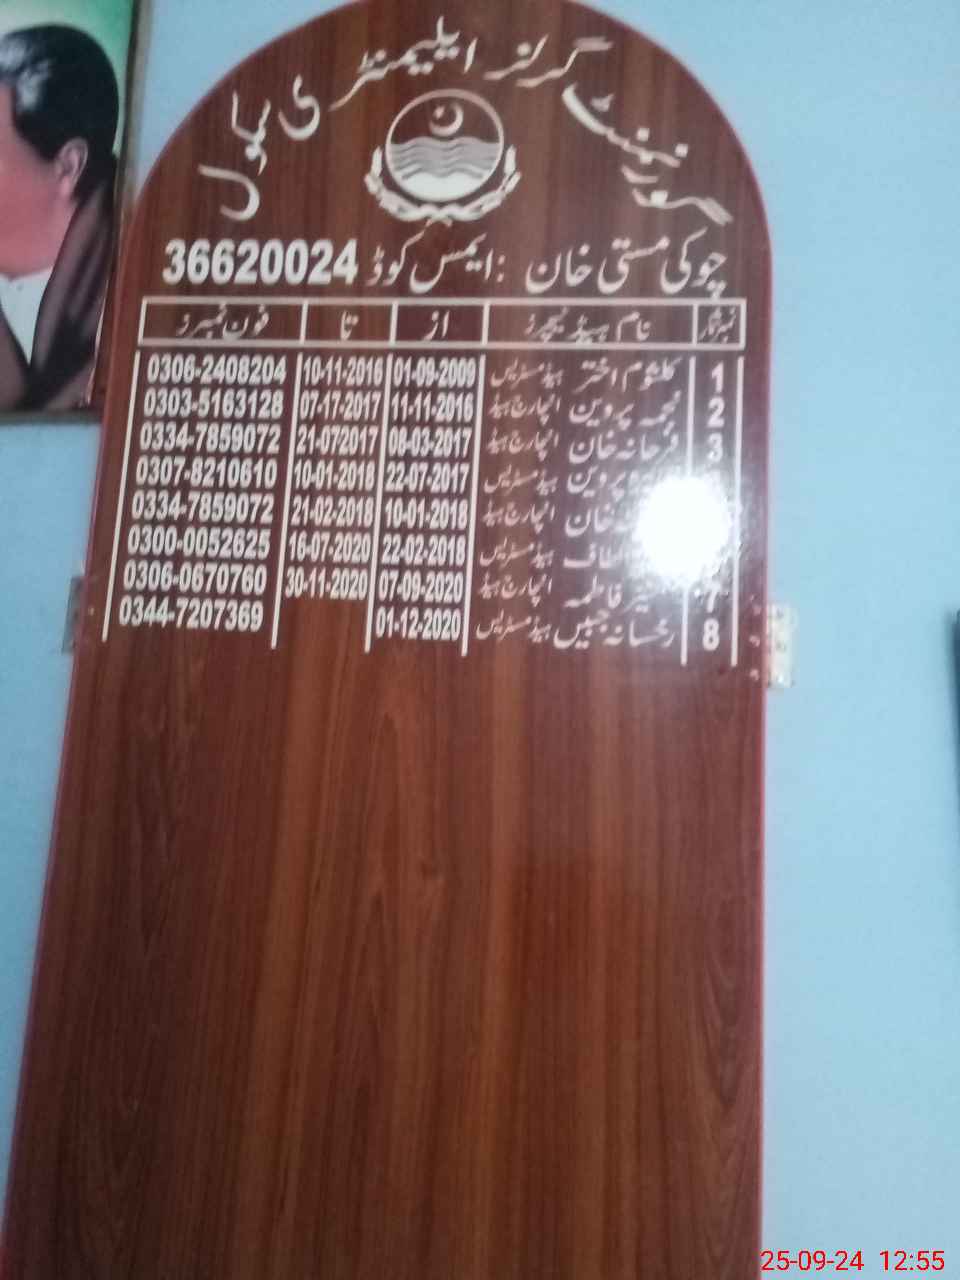 گورنمنٹ گرلز ایلیمنٹری سکول
چوکی مستی خان : ایمس کوڈ 36620024
نمبر شمار نام ہیڈ ٹیچرز از تا فون نمبرز
1 کلثوم اختر ہیڈ مسٹریس 01-09-2009 10-11-2016 0306-2408204
2 نجمہ پروین انچارج ہیڈ 11-11-2016 07-17-2017 0303-5163128
3 فرحانہ خان انچارج ہیڈ 08-03-2017 21-072017 0334-7859072
پروین ہیڈ مسٹریس 22-07-2017 10-01-2018 0307-8210610
خان انچارج ہیڈ 10-01-2018 21-02-2018 0334-7859072
ہیڈ مسٹریس 22-02-2018 16-07-2020 0300-0052625
7 فاطمہ انچارج ہیڈ 07-09-2020 30-11-2020 0306-0670760
8 رخسانہ جبیں ہیڈ مسٹریس 01-12-2020 0344-7207369
25-09-24 12:55